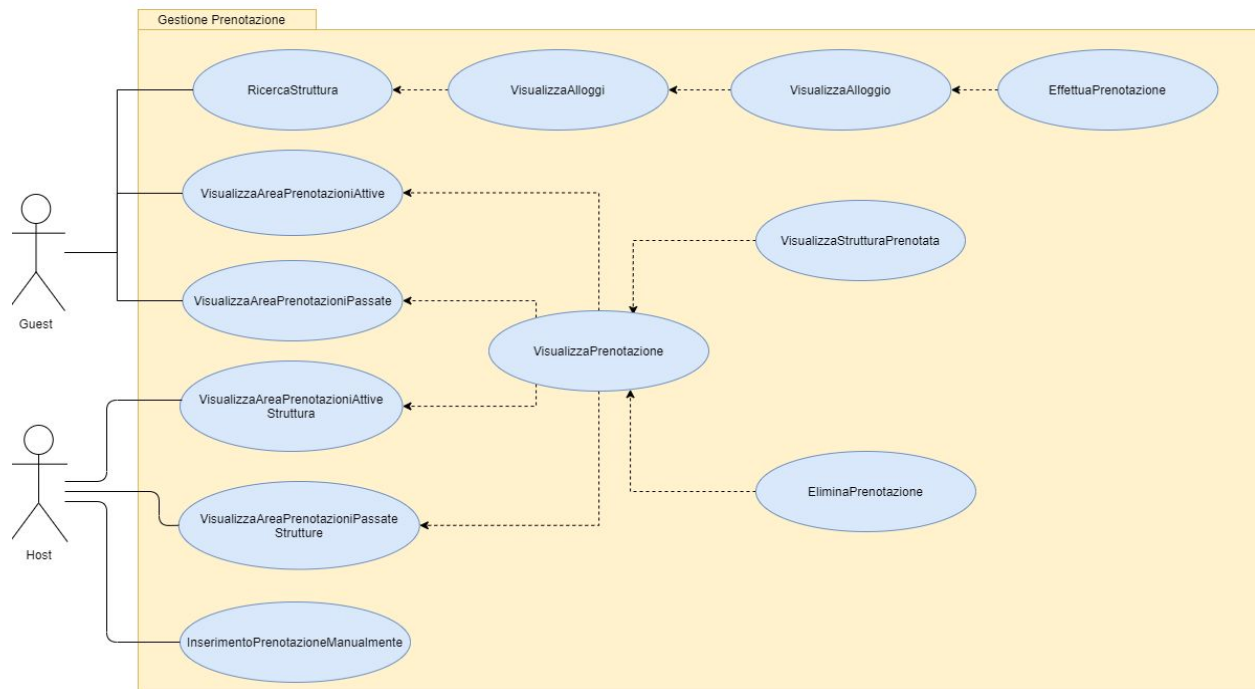 Gestione Prenotazione
RicercaStruttura
VisualizzaAlloggi
VisualizzaAlloggio
EffettuaPrenotazione
VisualizzaAreaPrenotazioniAttive
VisualizzaStrutturaPrenotata
VisualizzaAreaPrenotazioniPassate
Guest
VisualizzaPrenotazione
VisualizzaAreaPrenotazioniAttive
Struttura
EliminaPrenotazione
VisualizzaAreaPrenotazioniPassate
Strutture
Host
InserimentoPrenotazioneManualmente